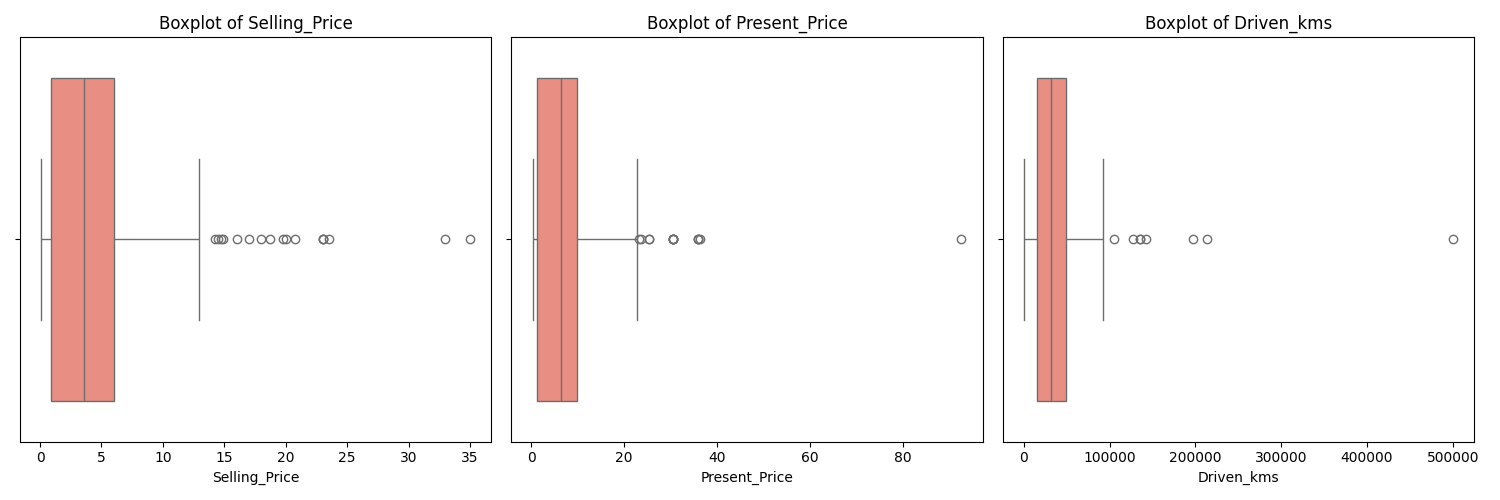 Boxplot of Selling_Price
Boxplot of Present_Price
Boxplot of Driven_kms
0 5 10 15 20 25 30 35
0 20 40 60 80
0 100000 200000 300000 400000 500000
Selling_Price
Present_Price
Driven_kms